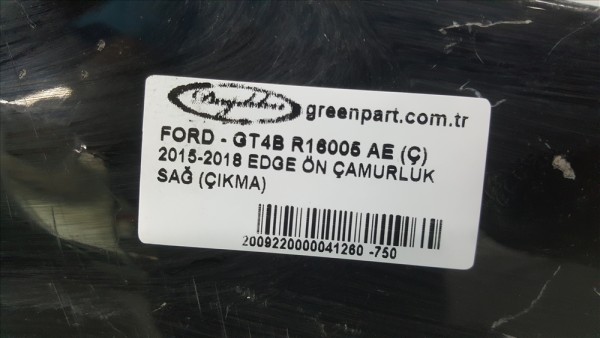 greenpart.com.tr
FORD - GT4B R16005 AE (Ç)
2015-2018 EDGE ÖN ÇAMURLUK
SAĞ (ÇIKMA)
2009220000041260 -750